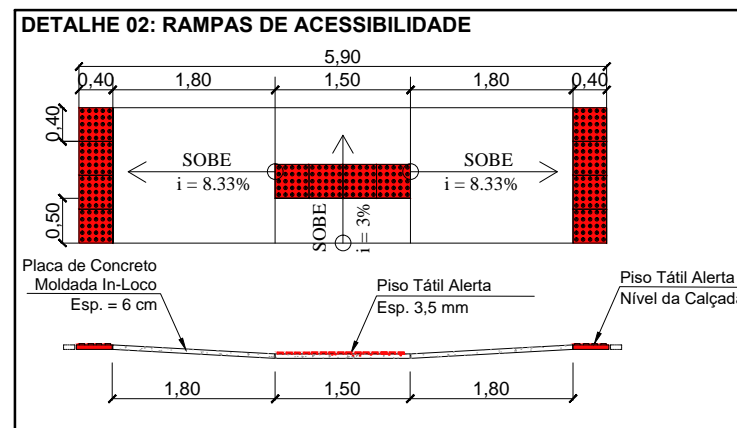 DETALHE 02: RAMPAS DE ACESSIBILIDADE
5,90
0,40 1,80 1,50 1,80 0,40
0,40
0,50
SOBE
i = 8.33%
SOBE
i = 3%
SOBE
i = 8.33%
Placa de Concreto
Moldada In-Loco
Esp. = 6 cm
Piso Tátil Alerta
Esp. 3,5 mm
Piso Tátil Alerta
Nível da Calçada
1,80 1,50 1,80